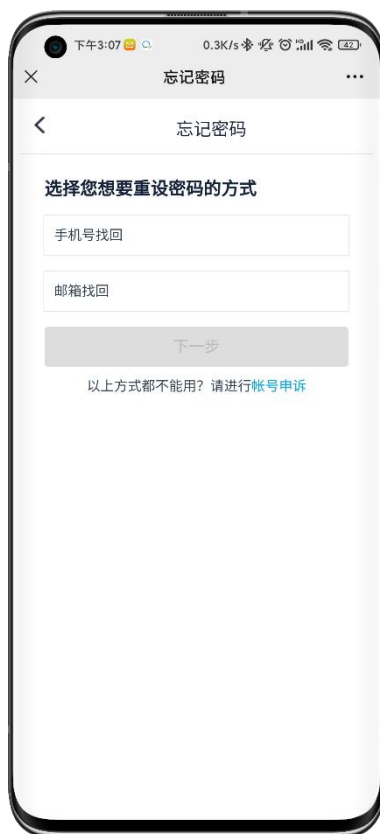 下午3:07 0.3K/s 42
忘记密码
忘记密码
选择您想要重设密码的方式
手机号找回
邮箱找回
下一步
以上方式都不能用？请进行帐号申诉